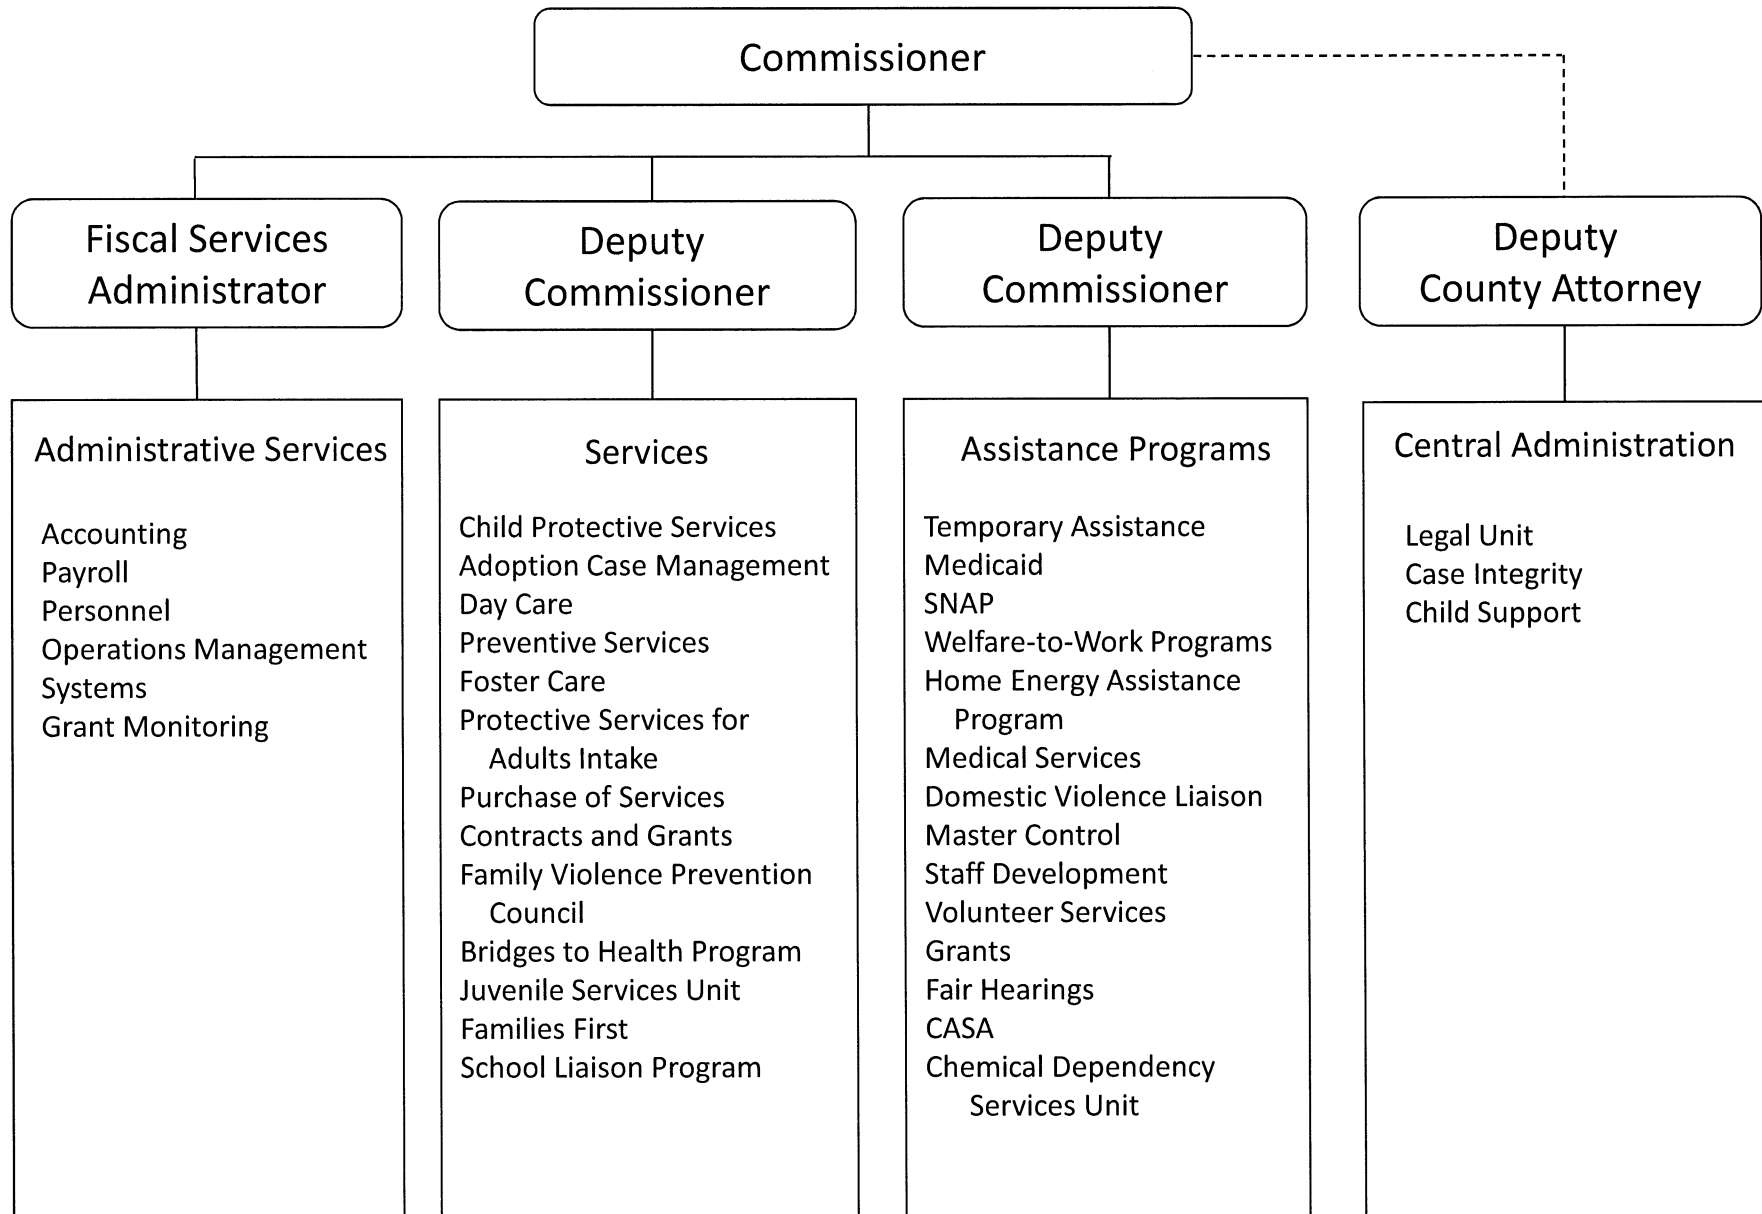 Commissioner
Fiscal Services
Administrator
Deputy
Commissioner
Deputy
Commissioner
Deputy
County Attorney
Administrative Services
Accounting
Payroll
Personnel
Operations Management
Systems
Grant Monitoring
Services
Child Protective Services
Adoption Case Management
Day Care
Preventive Services
Foster Care
Protective Services for
Adults Intake
Purchase of Services
Contracts and Grants
Family Violence Prevention
Council
Bridges to Health Program
Juvenile Services Unit
Families First
School Liaison Program
Assistance Programs
Temporary Assistance
Medicaid
SNAP
Welfare-to-Work Programs
Home Energy Assistance
Program
Medical Services
Domestic Violence Liaison
Master Control
Staff Development
Volunteer Services
Grants
Fair Hearings
CASA
Chemical Dependency
Services Unit
Central Administration
Legal Unit
Case Integrity
Child Support